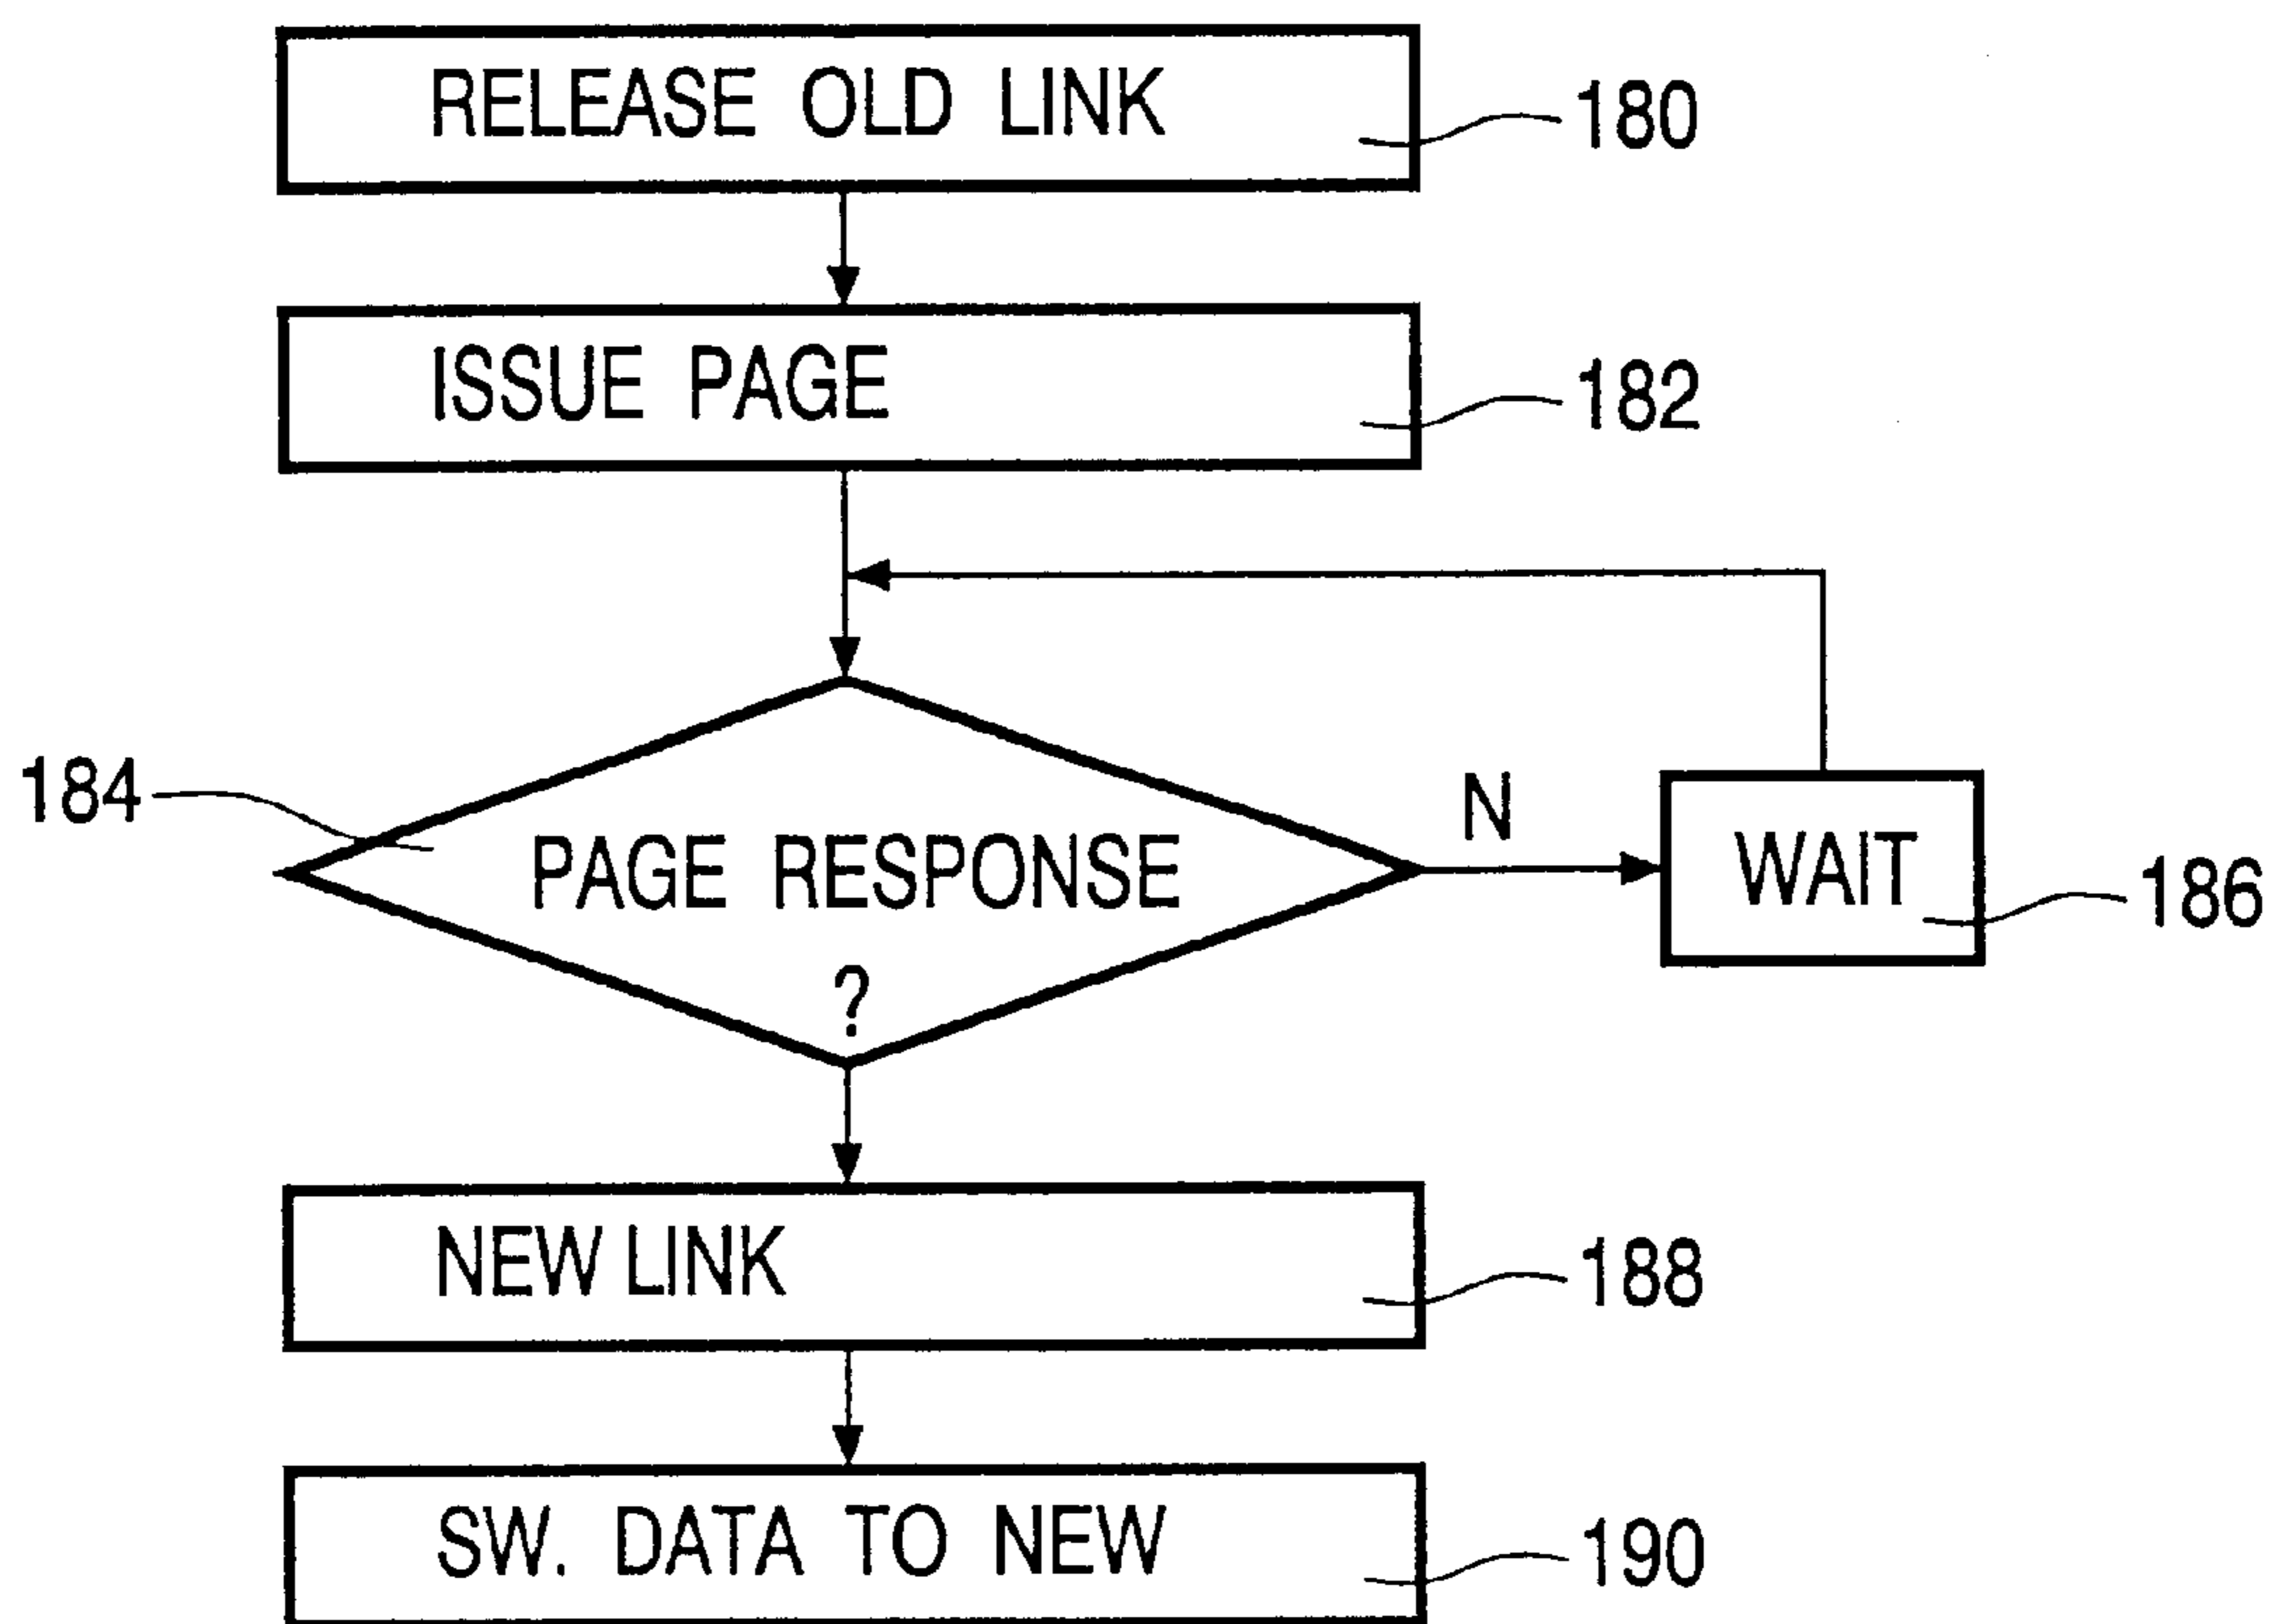 RELEASE OLD LINK
180
ISSUE PAGE
182
184
PAGE RESPONSE
?
N
WAIT
186
NEW LINK
188
SW. DATA TO NEW
190